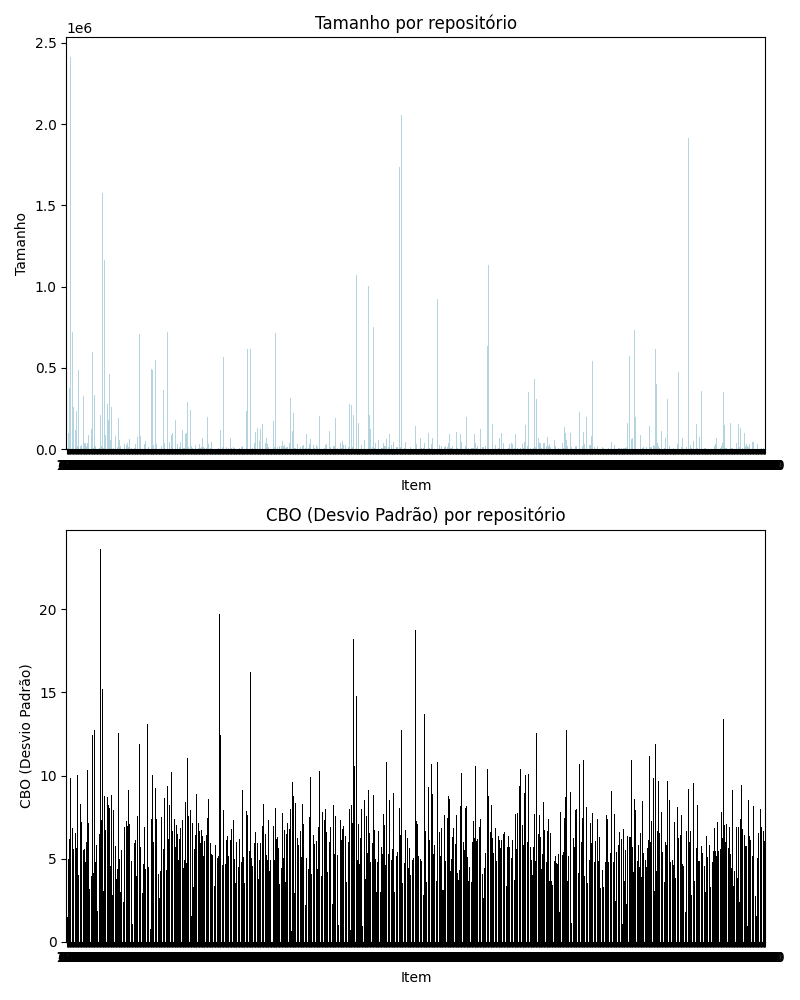 Tamanho por repositório
1e6
2.5
2.0
1.5
1.0
0.5
0.0
Tamanho
Item
CBO (Desvio Padrão) por repositório
20
15
10
5
0
CBO (Desvio Padrão)
Item